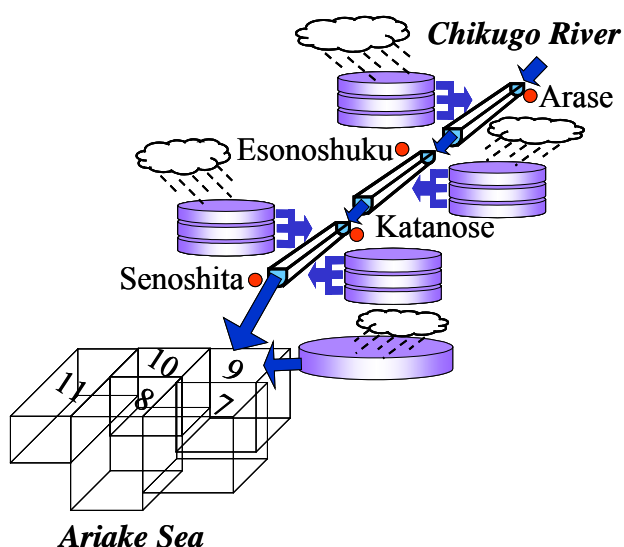 Chikugo River
Arase
Esonoshuku
Katanose
Senoshita
10
9
11
8
7
Ariake Sea